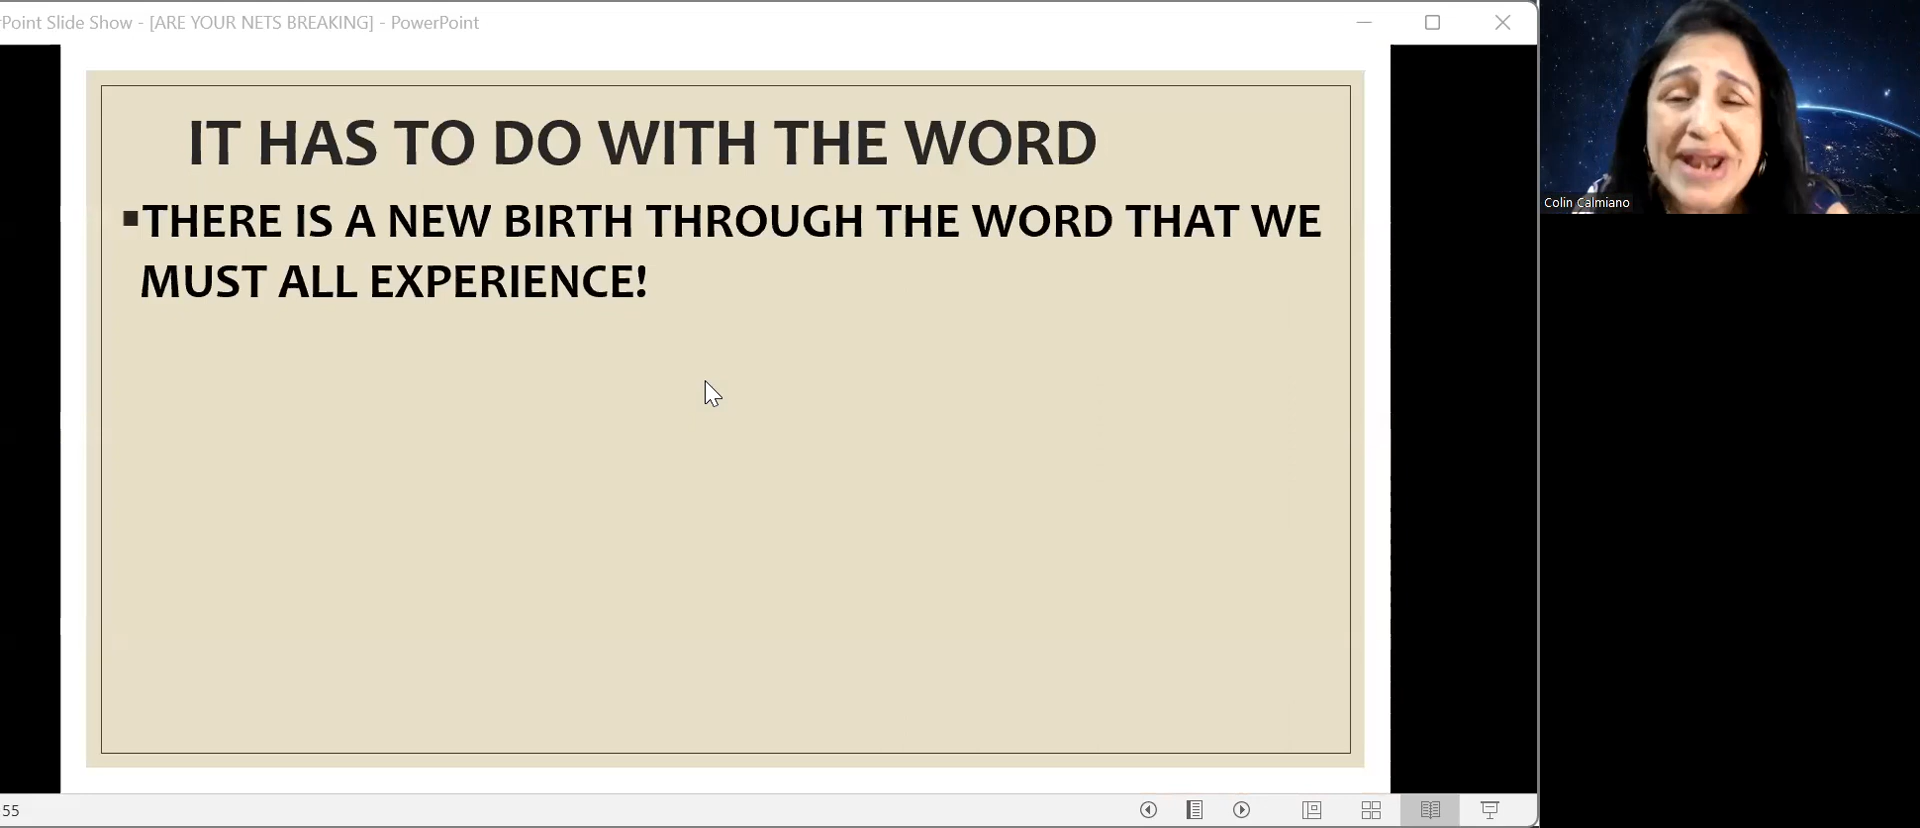 Point Slide Show - [ARE YOUR NETS BREAKING] - PowerPoint
Colin Calmiano
IT HAS TO DO WITH THE WORD
▪THERE IS A NEW BIRTH THROUGH THE WORD THAT WE
MUST ALL EXPERIENCE!
55